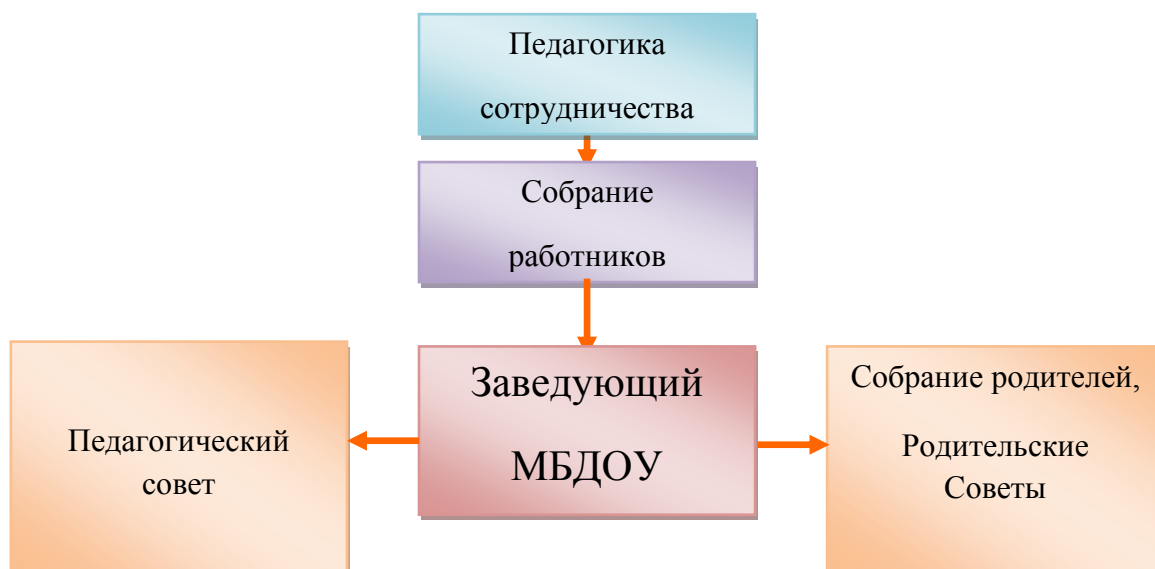 Педагогика
сотрудничества
Собрание
работников
Заведующий
МБДОУ
Педагогический
совет
Собрание родителей,
Родительские
Советы